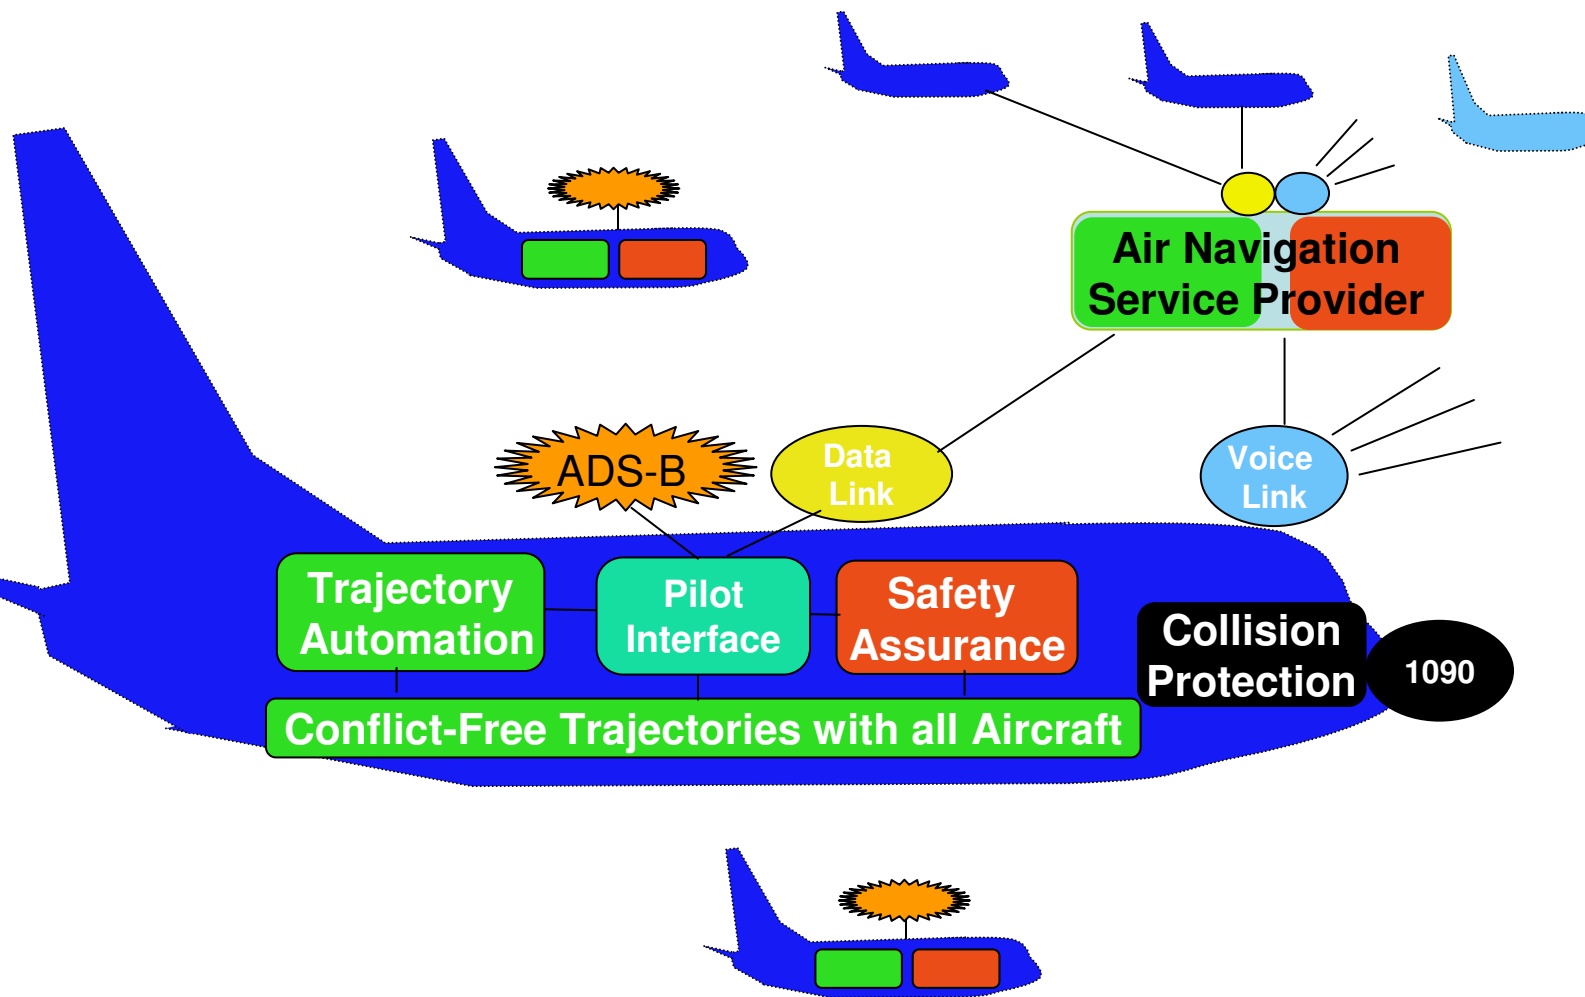 Air Navigation
Service Provider
ADS-B
Data
Link
Voice
Link
Trajectory
Automation
Pilot
Interface
Safety
Assurance
Collision
Protection
1090
Conflict-Free Trajectories with all Aircraft